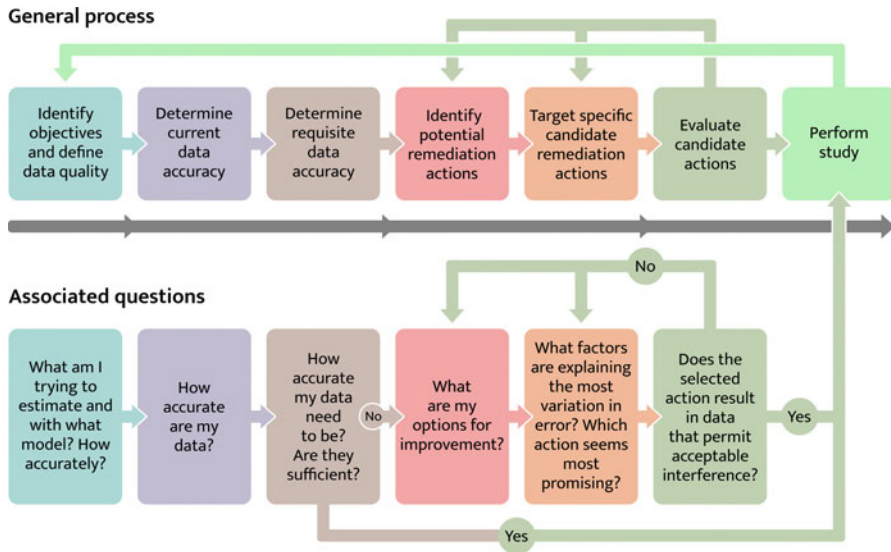 General process
Identify
objectives
and define
data quality
Determine
current
data
accuracy
Determine
requisite
data
accuracy
Identify
potential
remediation
actions
Target specific
candidate
remediation
actions
Evaluate
candidate
actions
Perform
study
No
Associated questions
What am I
trying to
estimate and
with what
model? How
accurately?
How
accurate
are my
data?
How
accurate
my data
need
to be?
Are they
sufficient?
No
What
are my
options for
improvement?
What factors
are explaining
the most
variation in
error? Which
action seems
most
promising?
Does the
selected
action result
in data
that permit
acceptable
interference?
Yes
Yes